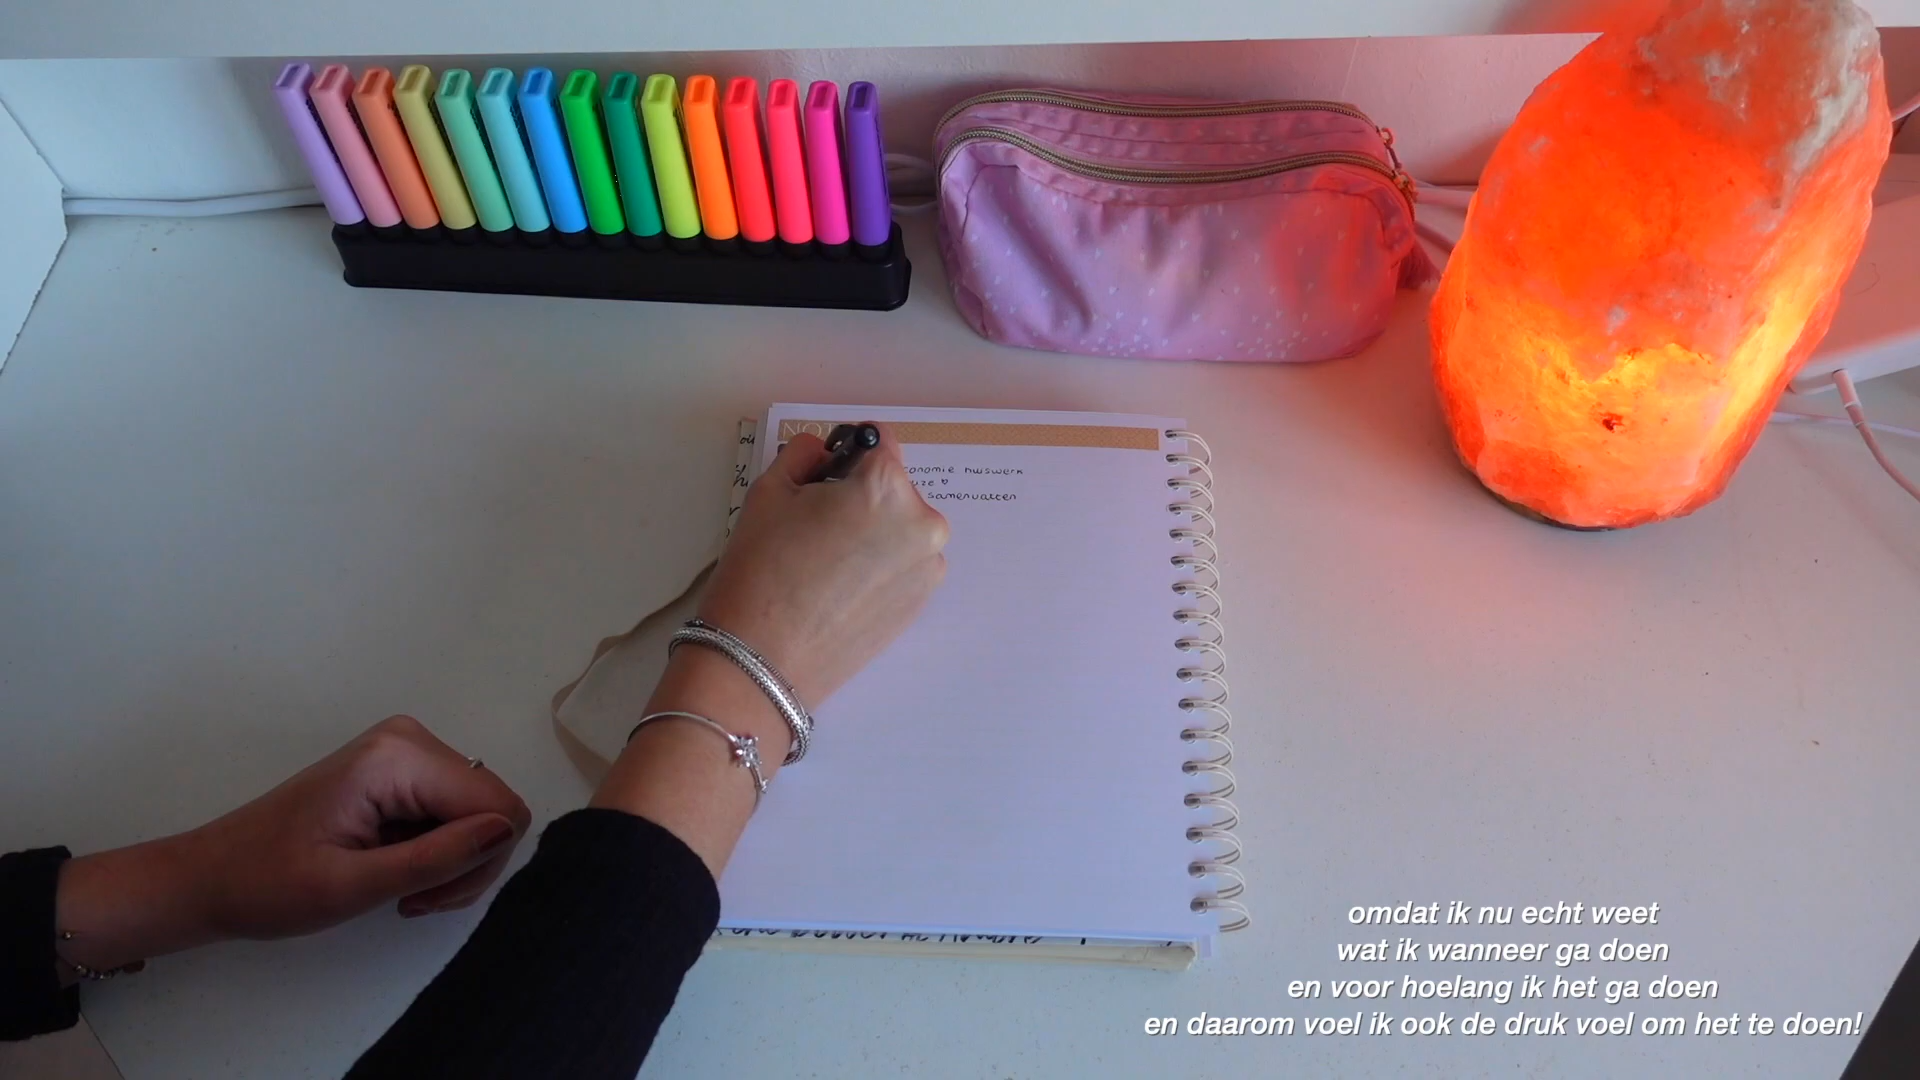 NOT
conomie huiswerk
uze ♡
samenvatten
omdat ik nu echt weet
wat ik wanneer ga doen
en voor hoelang ik het ga doen
en daarom voel ik ook de druk voel om het te doen!